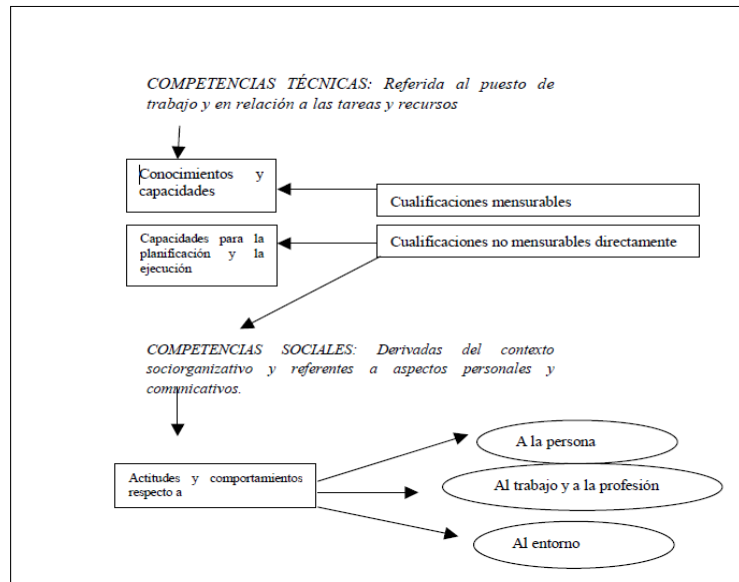 COMPETENCIAS TÉCNICAS: Referida al puesto de
trabajo y en relación a las tareas y recursos
Conocimientos y
capacidades
Cualificaciones mensurables
Capacidades para la
planificación y la
ejecución
Cualificaciones no mensurables directamente
COMPETENCIAS SOCIALES: Derivadas del contexto
sociorganizativo y referentes a aspectos personales y
comunicativos.
A la persona
Actitudes y comportamientos
respecto a
Al trabajo y a la profesión
Al entorno